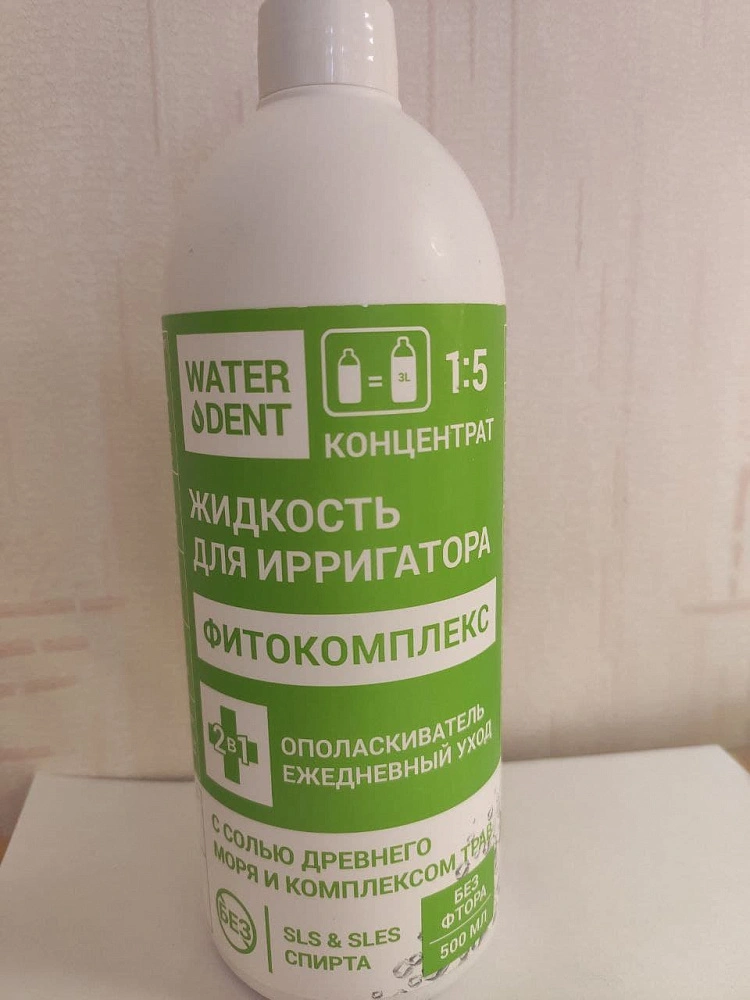 WATER
DENT
=
3L
1:5
КОНЦЕНТРАТ
ЖИДКОСТЬ
ДЛЯ ИРРИГАТОРА
ФИТОКОМПЛЕКС
2в1
ОПОЛАСКИВАТЕЛЬ
ЕЖЕДНЕВНЫЙ УХОД
С СОЛЬЮ ДРЕВНЕГО
МОРЯ И КОМПЛЕКСОМ ТРАВ
БЕЗ
SLS & SLES
СПИРТА
БЕЗ
ФТОРА
500 МЛ